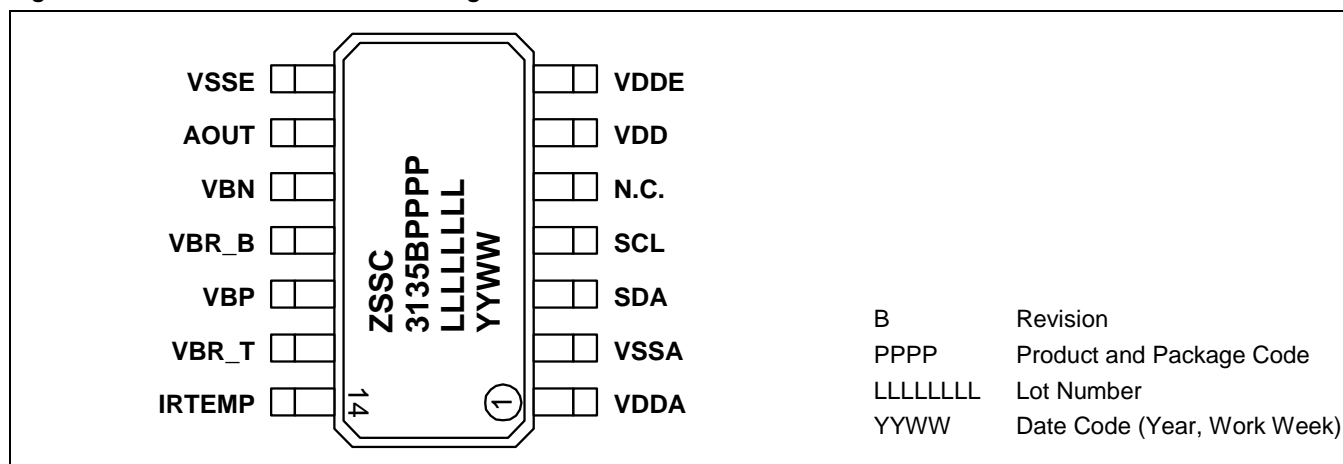 VSSE
AOUT
VBN
VBR_B
VBP
VBR_T
IRTEMP
ZSSC
3135BPPPP
LLLLLLLL
YYWW
14
1
VDDE
VDD
N.C.
SCL
SDA
VSSA
VDDA
B Revision
PPPP Product and Package Code
LLLLLLLL Lot Number
YYWW Date Code (Year, Work Week)